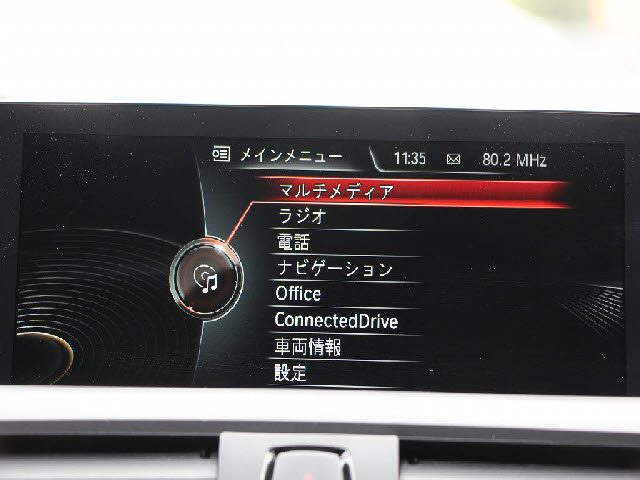 メインメニュー 11:35 80.2 MHz
マルチメディア
ラジオ
電話
ナビゲーション
Office
ConnectedDrive
車両情報
設定